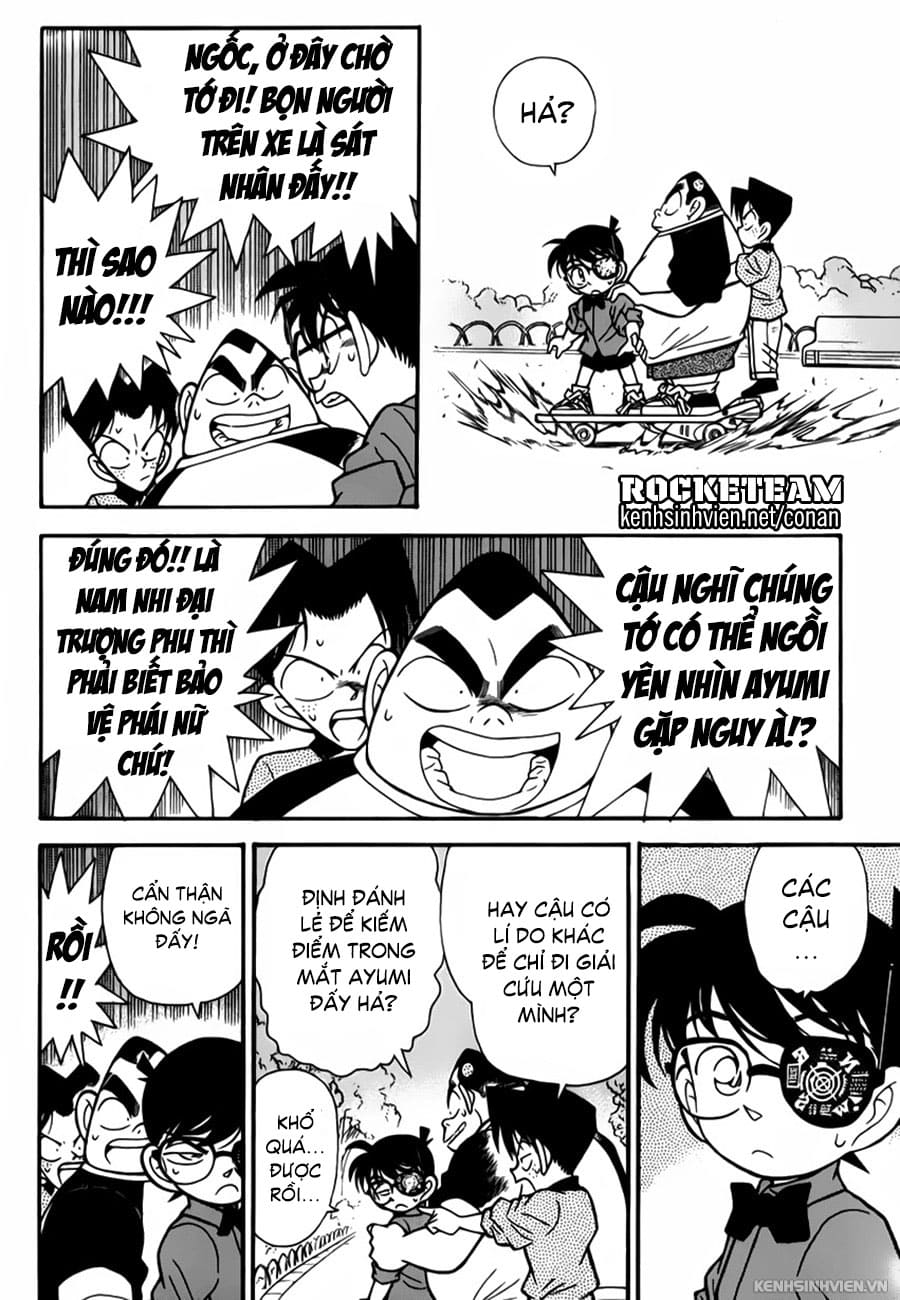 HẢ?
NGỐC, Ở ĐÂY CHỜ
TỚ ĐI! BỌN NGƯỜI
TRÊN XE LÀ SÁT
NHÂN ĐẤY!!
THÌ SAO
NÀO!!!
ROCKETEAM
kenhsinhvien.net/conan
CẬU NGHĨ CHÚNG
TỚ CÓ THỂ NGỒI
YÊN NHÌN AYUMI
GẶP NGUY À!?
ĐÚNG ĐÓ!! LÀ
NAM NHI ĐẠI
TRƯỢNG PHU THÌ
PHẢI BIẾT BẢO
VỆ PHÁI NỮ
CHỨ!
CÁC
CẬU
...
HAY CẬU CÓ
LÍ DO KHÁC
ĐỂ CHỈ ĐI GIẢI
CỨU MỘT
MÌNH?
ĐỊNH ĐÁNH
LẺ ĐỂ KIẾM
ĐIỂM TRONG
MẮT AYUMI
ĐẤY HẢ?
KHỔ
QUÁ...
ĐƯỢC
RỒI...
CẨN THẬN
KHÔNG NGÃ
ĐẤY!
RỒI
!!
KENHSINHVIEN.VN